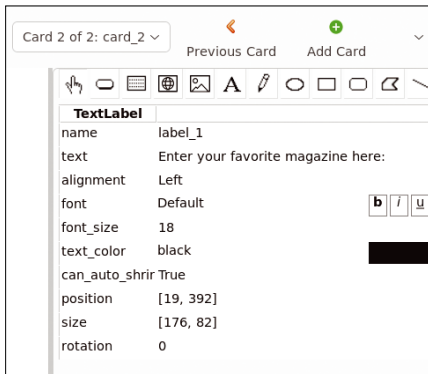 Card 2 of 2: card_2
Previous Card
Add Card
A
TextLabel
name label_1
text Enter your favorite magazine here:
alignment Left
font Default b i u
font_size 18
text_color black
can_auto_shrir True
position [19, 392]
size [176, 82]
rotation 0